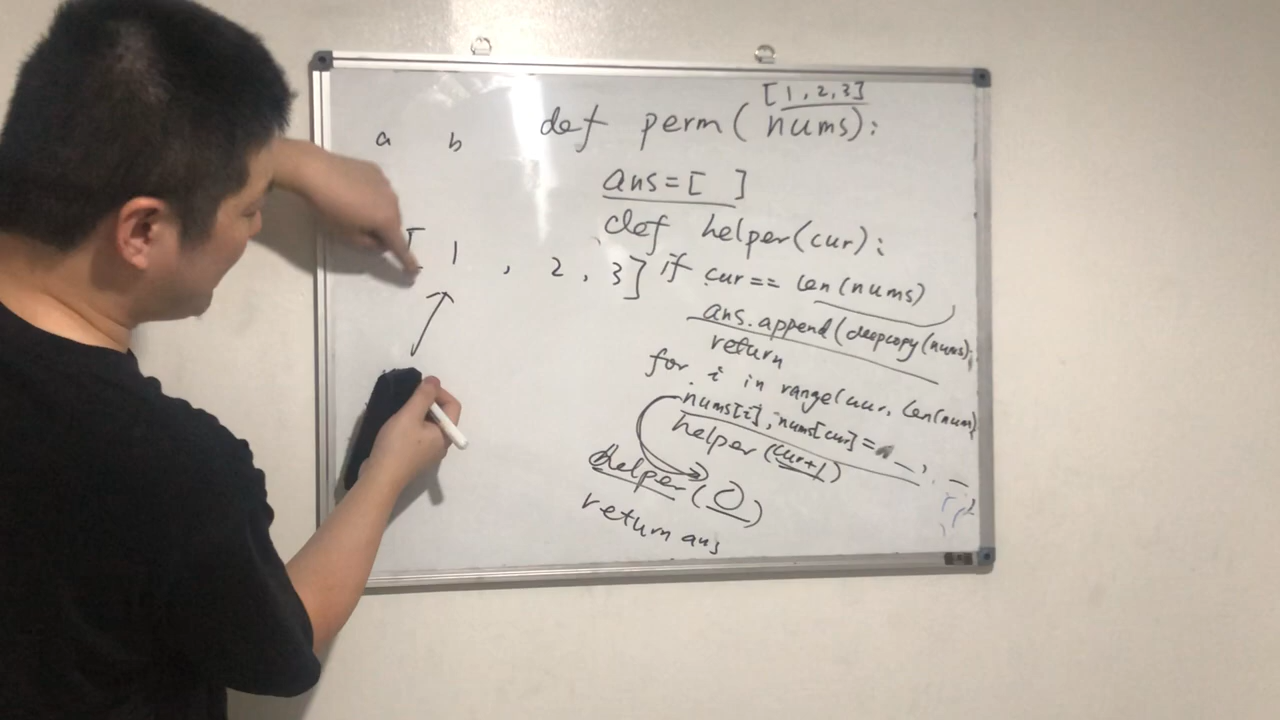 [1,2,3]
def perm(nums):
a b
ans=[ ]
def helper(cur):
[1, 2, 3]
if cur== len(nums)
ans.append(deepcopy(nums)
return
for i in range(cur, len(num)
nums[i], nums[cur]= _, _
helper(cur+1)
helper(0)
return ans